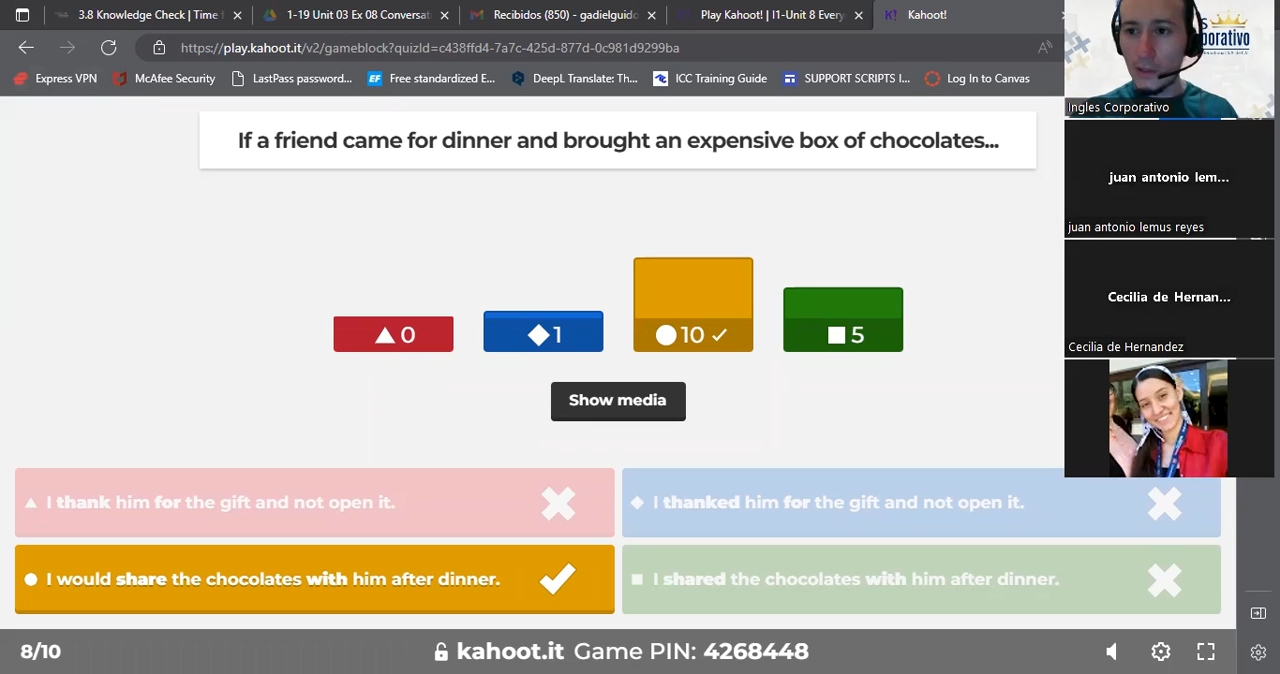 3.8 Knowledge Check | Time
1-19 Unit 03 Ex 08 Conversat
Recibidos (850) - gadielguido
Play Kahoot! | I1-Unit 8 Every
Kahoot!
https://play.kahoot.it/v2/gameblock?quizId=c438ffd4-7a7c-425d-877d-0c981d9299ba
Express VPN
McAfee Security
LastPass password...
EF Free standardized E...
DeepL Translate: Th...
ICC Training Guide
SUPPORT SCRIPTS I...
Log In to Canvas
If a friend came for dinner and brought an expensive box of chocolates...
0
1
10
5
Show media
I thank him for the gift and not open it.
I thanked him for the gift and not open it.
I would share the chocolates with him after dinner.
I shared the chocolates with him after dinner.
8/10
kahoot.it Game PIN: 4268448
Ingles Corporativo
juan antonio lem...
juan antonio lemus reyes
Cecilia de Hernan...
Cecilia de Hernandez